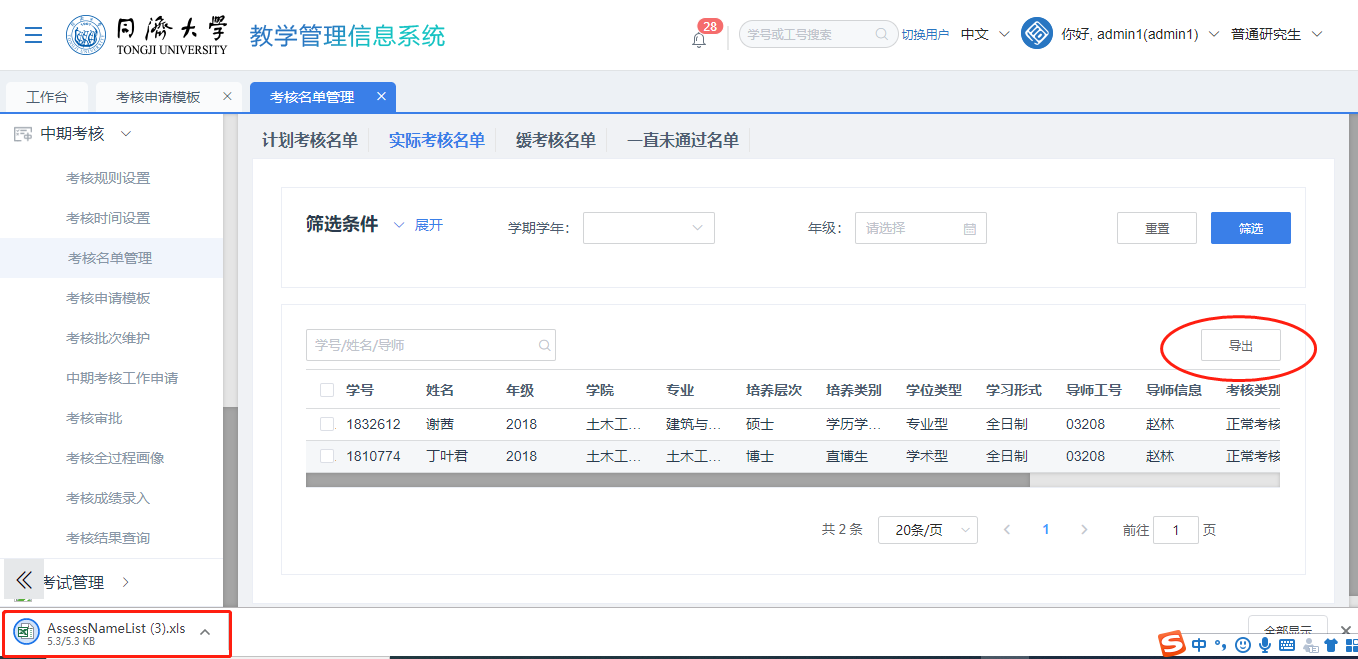 同濟大學
TONGJI UNIVERSITY
教学管理信息系统
28
学号或工号搜索
切换用户
中文
你好, admin1(admin1)
普通研究生
工作台
考核申请模板
考核名单管理
中期考核
考核规则设置
考核时间设置
考核名单管理
考核申请模板
考核批次维护
中期考核工作申请
考核审批
考核全过程画像
考核成绩录入
考核结果查询
考试管理
计划考核名单 实际考核名单 缓考核名单 一直未通过名单
筛选条件 展开 学期学年: 年级: 请选择 重置 筛选
学号/姓名/导师 导出
学号 姓名 年级 学院 专业 培养层次 培养类别 学位类型 学习形式 导师工号 导师信息 考核类别
1832612 谢茜 2018 土木工... 建筑与... 硕士 学历学... 专业型 全日制 03208 赵林 正常考核
1810774 丁叶君 2018 土木工... 土木工... 博士 直博生 学术型 全日制 03208 赵林 正常考核
共 2 条 20条/页 1 前往 1 页
AssessNameList (3).xls
5.3/5.3 KB
全部显示
中